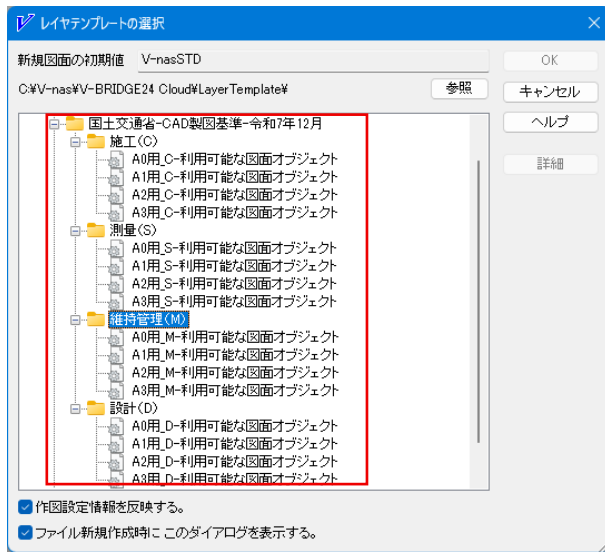 レイヤテンプレートの選択
新規図面の初期値 V-nasSTD
OK
C:¥V-nas¥V-BRIDGE24 Cloud¥LayerTemplate¥
参照
キャンセル
ヘルプ
詳細
国土交通省-CAD製図基準-令和7年12月
施工(C)
A0用_C-利用可能な図面オブジェクト
A1用_C-利用可能な図面オブジェクト
A2用_C-利用可能な図面オブジェクト
A3用_C-利用可能な図面オブジェクト
測量(S)
A0用_S-利用可能な図面オブジェクト
A1用_S-利用可能な図面オブジェクト
A2用_S-利用可能な図面オブジェクト
A3用_S-利用可能な図面オブジェクト
維持管理(M)
A0用_M-利用可能な図面オブジェクト
A1用_M-利用可能な図面オブジェクト
A2用_M-利用可能な図面オブジェクト
A3用_M-利用可能な図面オブジェクト
設計(D)
A0用_D-利用可能な図面オブジェクト
A1用_D-利用可能な図面オブジェクト
A2用_D-利用可能な図面オブジェクト
A3用_D-利用可能な図面オブジェクト
作図設定情報を反映する。
ファイル新規作成時にこのダイアログを表示する。